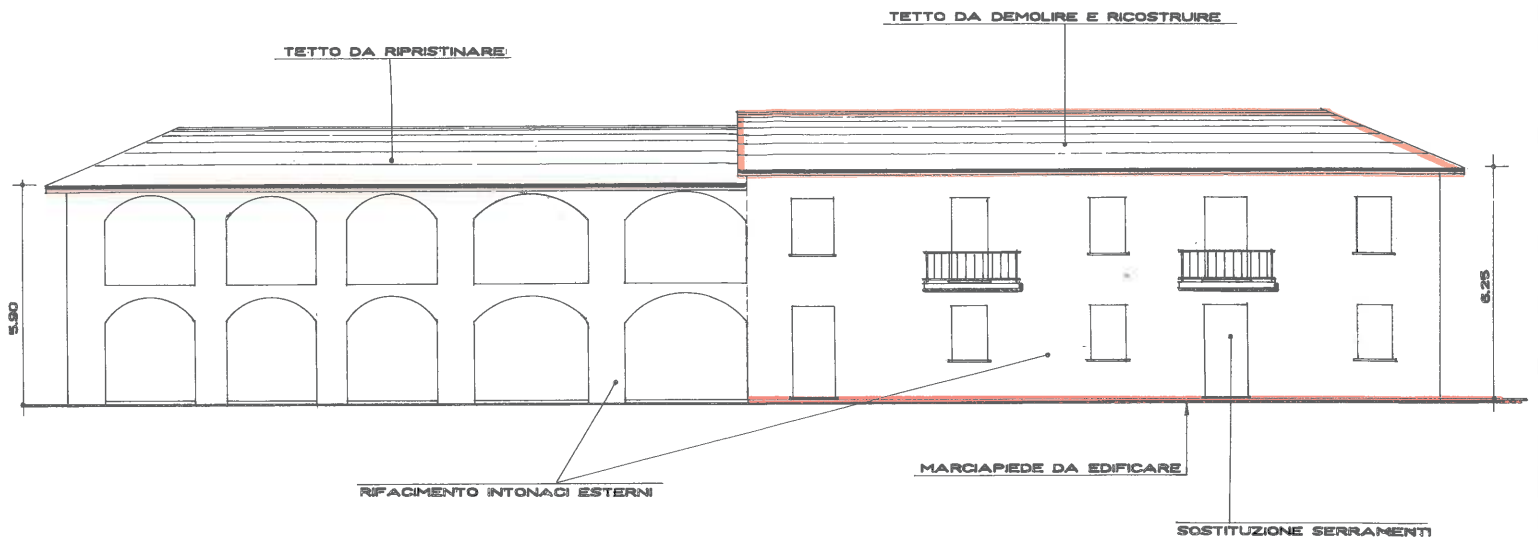 TETTO DA DEMOLIRE E RICOSTRUIRE
TETTO DA RIPRISTINARE
5.90
6.25
MARCIAPIEDE DA EDIFICARE
RIFACIMENTO INTONACI ESTERNI
SOSTITUZIONE SERRAMENTI